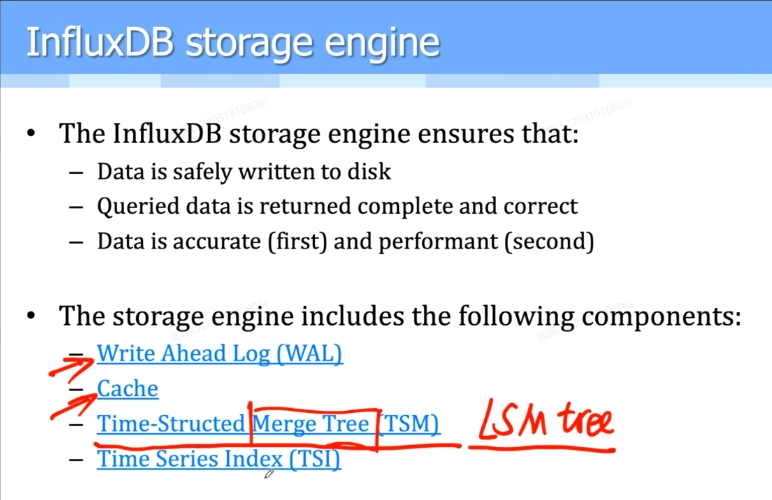 InfluxDB storage engine
• The InfluxDB storage engine ensures that:
– Data is safely written to disk
– Queried data is returned complete and correct
– Data is accurate (first) and performant (second)
• The storage engine includes the following components:
– Write Ahead Log (WAL)
– Cache
– Time-Structed Merge Tree (TSM) LSM tree
– Time Series Index (TSI)